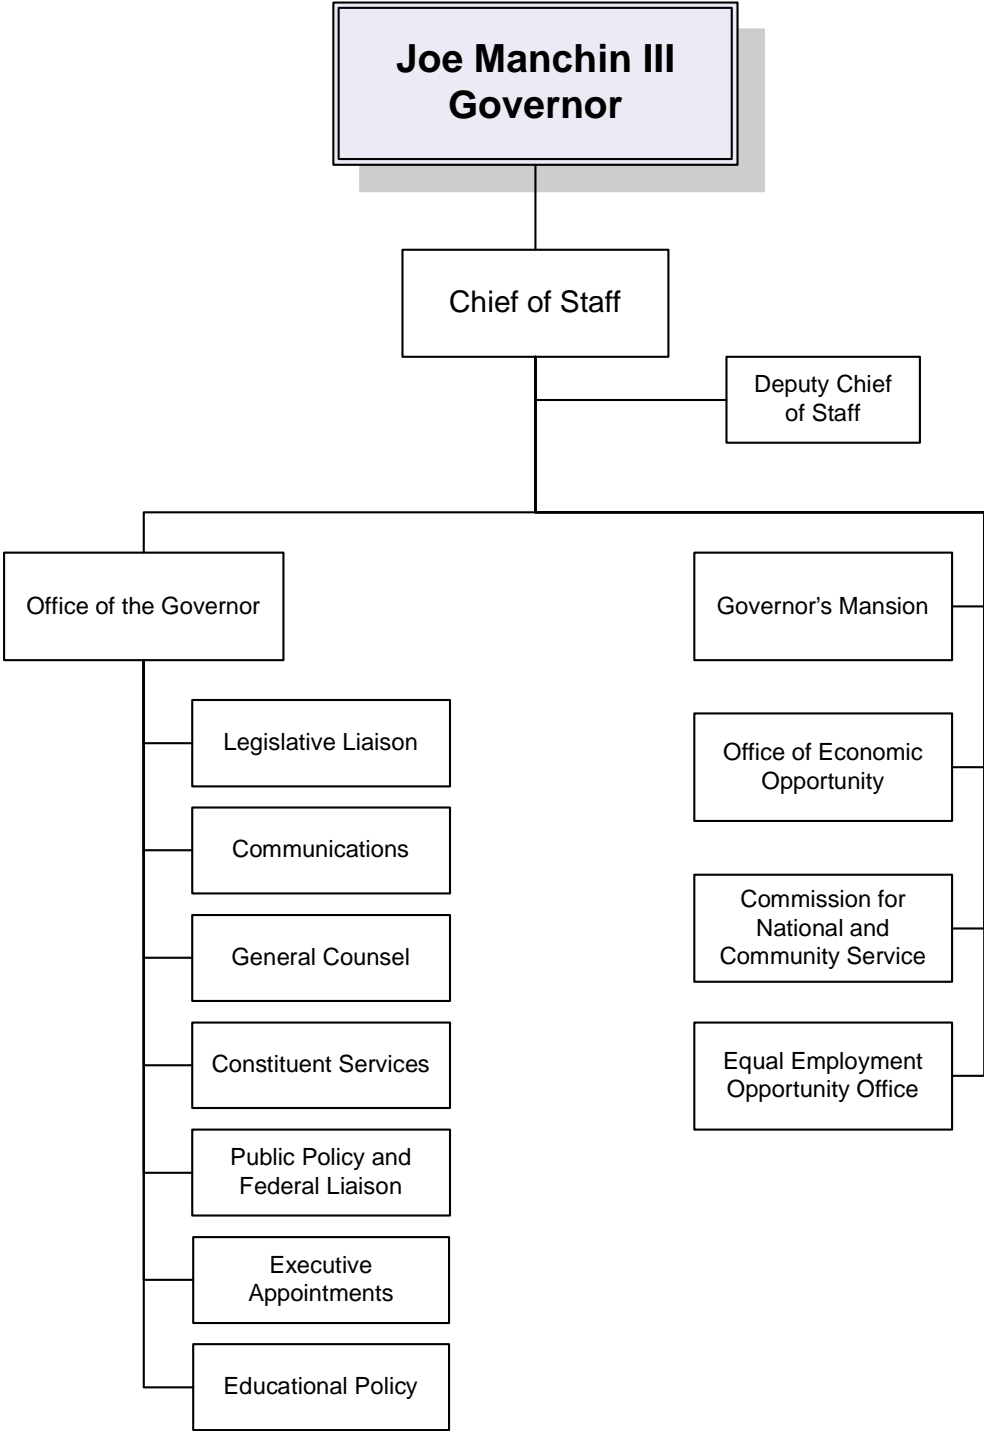 Joe Manchin III
Governor
Chief of Staff
Deputy Chief
of Staff
Office of the Governor
Legislative Liaison
Communications
General Counsel
Constituent Services
Public Policy and
Federal Liaison
Executive
Appointments
Educational Policy
Governor’s Mansion
Office of Economic
Opportunity
Commission for
National and
Community Service
Equal Employment
Opportunity Office